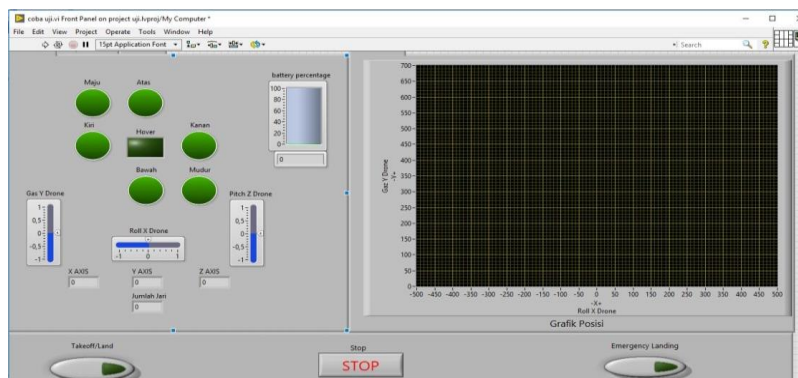 coba uji.vi Front Panel on project uji.lvproj/My Computer *
File Edit View Project Operate Tools Window Help
15pt Application Font
Search
Maju
Atas
battery percentage
Kiri
Hover
Kanan
100
80
60
40
20
0
0
Bawah
Mudur
Gas Y Drone
1
0,5
0
-0,5
-1
Roll X Drone
-1 0 1
Pitch Z Drone
1
0,5
0
-0,5
-1
X AXIS
0
Y AXIS
0
Z AXIS
0
Jumlah Jari
0
Gaz Y Drone
-Y+
700
650
600
550
500
450
400
350
300
250
200
150
100
50
0
-500 -450 -400 -350 -300 -250 -200 -150 -100 -50 0 50 100 150 200 250 300 350 400 450 500
-X+
Roll X Drone
Grafik Posisi
Takeoff/Land
Stop
STOP
Emergency Landing